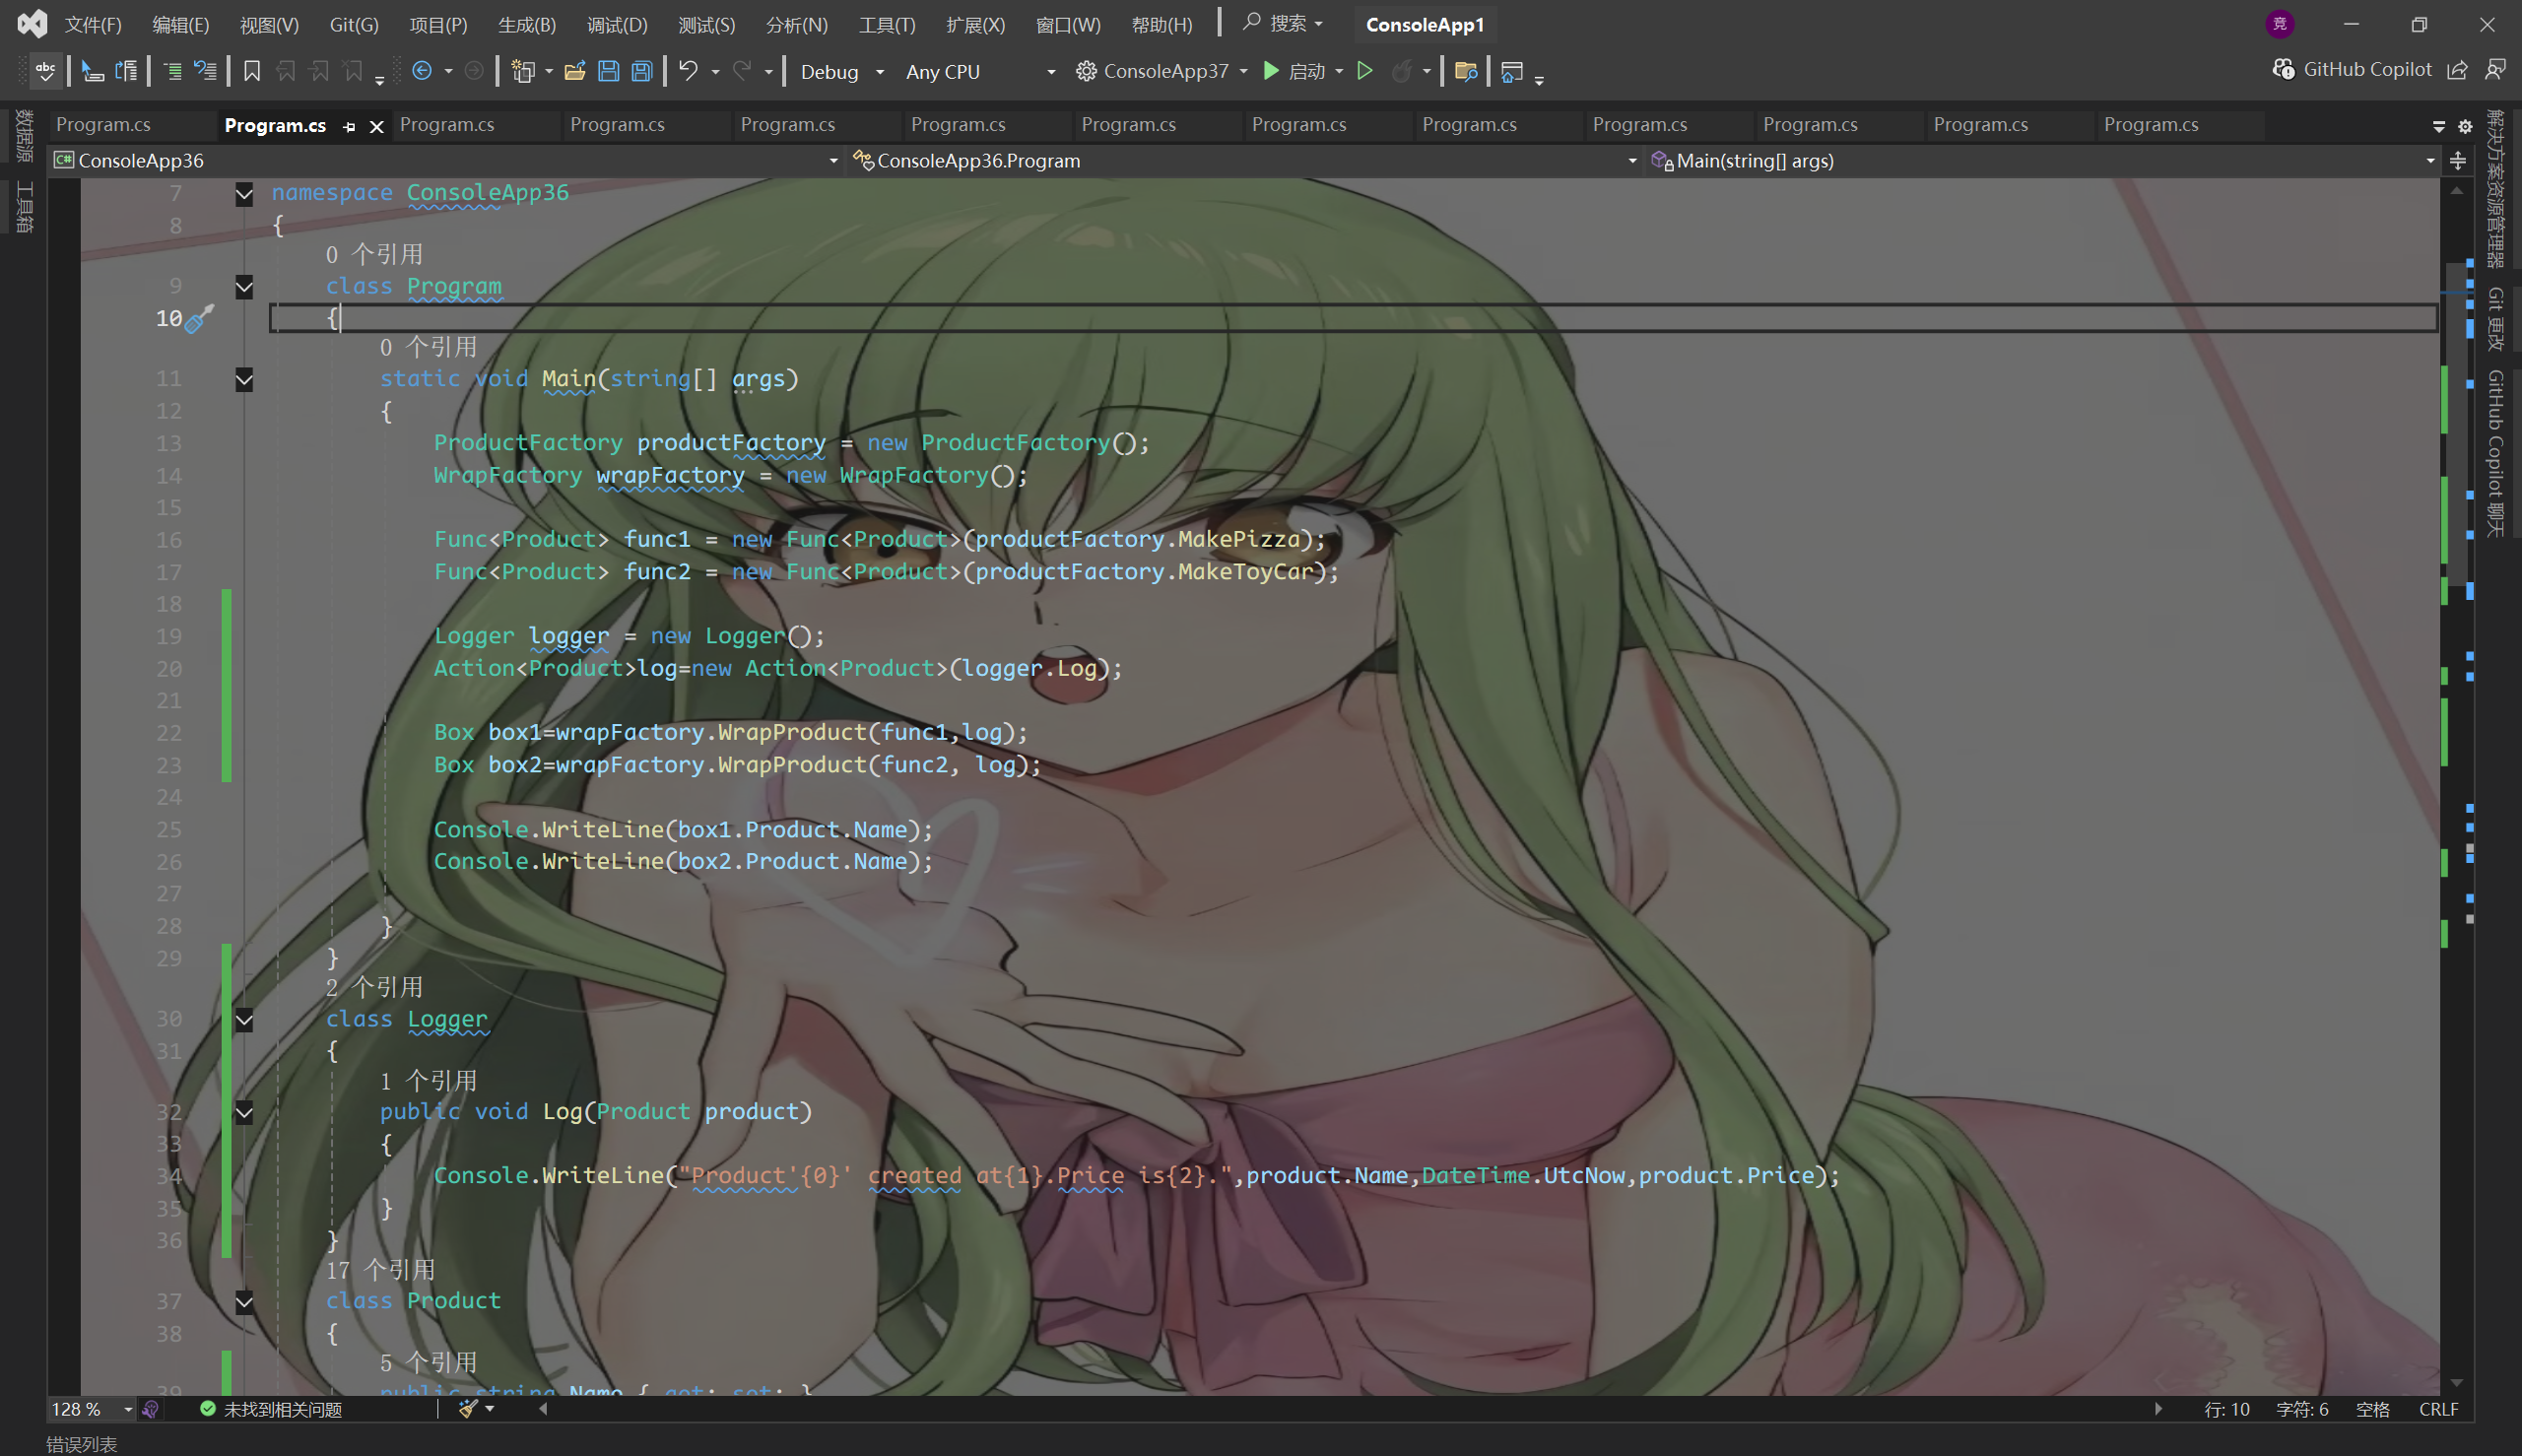 文件(F) 编辑(E) 视图(V) Git(G) 项目(P) 生成(B) 调试(D) 测试(S) 分析(N) 工具(T) 扩展(X) 窗口(W) 帮助(H) 搜索 ConsoleApp1 竞
abc Debug Any CPU ConsoleApp37 启动 GitHub Copilot
数据源
工具箱
Program.cs Program.cs Program.cs Program.cs Program.cs Program.cs Program.cs Program.cs Program.cs Program.cs Program.cs Program.cs Program.cs
C# ConsoleApp36 ConsoleApp36.Program Main(string[] args)
解决方案资源管理器
Git 更改
GitHub Copilot 聊天
7 namespace ConsoleApp36
8 {
0 个引用
9 class Program
10 {
0 个引用
11 static void Main(string[] args)
12 {
13 ProductFactory productFactory = new ProductFactory();
14 WrapFactory wrapFactory = new WrapFactory();
15
16 Func<Product> func1 = new Func<Product>(productFactory.MakePizza);
17 Func<Product> func2 = new Func<Product>(productFactory.MakeToyCar);
18
19 Logger logger = new Logger();
20 Action<Product>log=new Action<Product>(logger.Log);
21
22 Box box1=wrapFactory.WrapProduct(func1,log);
23 Box box2=wrapFactory.WrapProduct(func2, log);
24
25 Console.WriteLine(box1.Product.Name);
26 Console.WriteLine(box2.Product.Name);
27
28 }
29 }
2 个引用
30 class Logger
31 {
1 个引用
32 public void Log(Product product)
33 {
34 Console.WriteLine("Product'{0}' created at{1}.Price is{2}.",product.Name,DateTime.UtcNow,product.Price);
35 }
36 }
17 个引用
37 class Product
38 {
5 个引用
39 public string Name { get; set; }
128 % 未找到相关问题 行: 10 字符: 6 空格 CRLF
错误列表